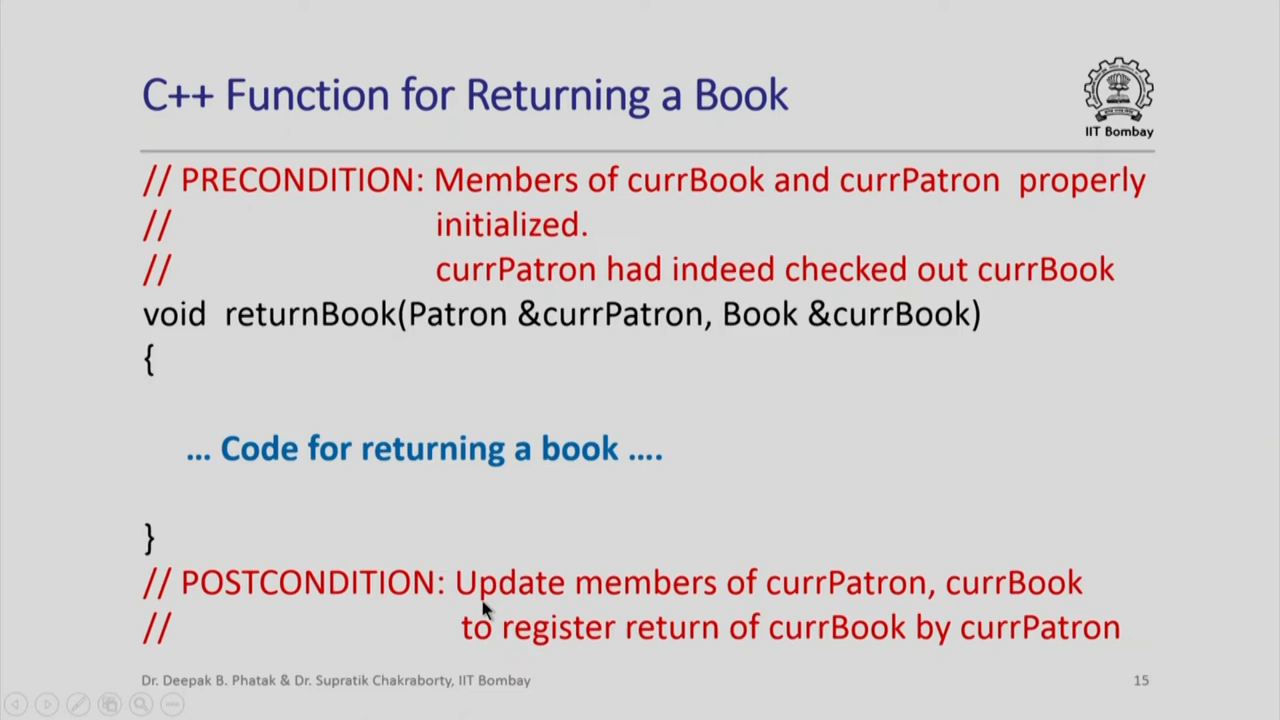 C++ Function for Returning a Book
IIT Bombay
// PRECONDITION: Members of currBook and currPatron properly
// initialized.
// currPatron had indeed checked out currBook
void returnBook(Patron &currPatron, Book &currBook)
{
... Code for returning a book ....
}
// POSTCONDITION: Update members of currPatron, currBook
// to register return of currBook by currPatron
Dr. Deepak B. Phatak & Dr. Supratik Chakraborty, IIT Bombay
15